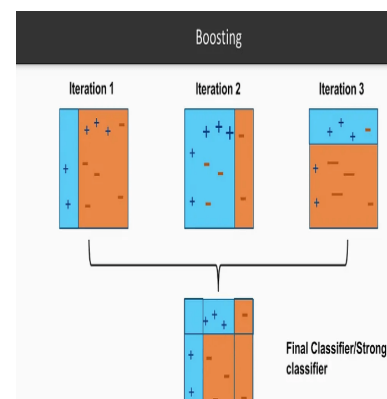 Boosting
Iteration 1
Iteration 2
Iteration 3
Final Classifier/Strong
classifier